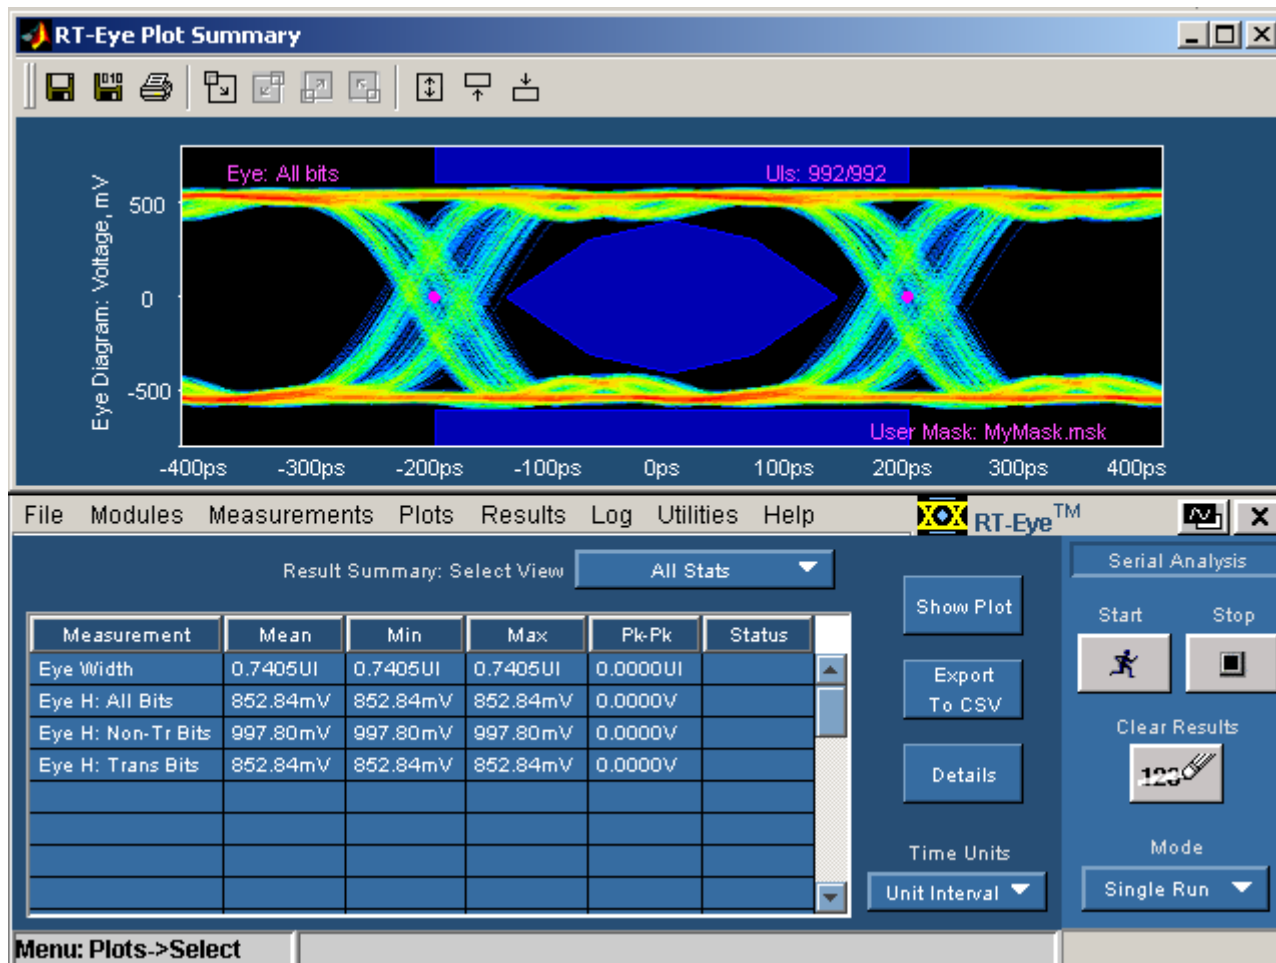 RT-Eye Plot Summary
Eye: All bits
UIs: 992/992
Eye Diagram: Voltage, mV
500
0
-500
User Mask: MyMask.msk
-400ps -300ps -200ps -100ps 0ps 100ps 200ps 300ps 400ps
File Modules Measurements Plots Results Log Utilities Help
RT-Eye™
Result Summary: Select View All Stats
Measurement Mean Min Max Pk-Pk Status
Eye Width 0.7405UI 0.7405UI 0.7405UI 0.0000UI
Eye H: All Bits 852.84mV 852.84mV 852.84mV 0.0000V
Eye H: Non-Tr Bits 997.80mV 997.80mV 997.80mV 0.0000V
Eye H: Trans Bits 852.84mV 852.84mV 852.84mV 0.0000V
Show Plot
Export
To CSV
Details
Time Units
Unit Interval
Serial Analysis
Start Stop
Clear Results
123
Mode
Single Run
Menu: Plots->Select